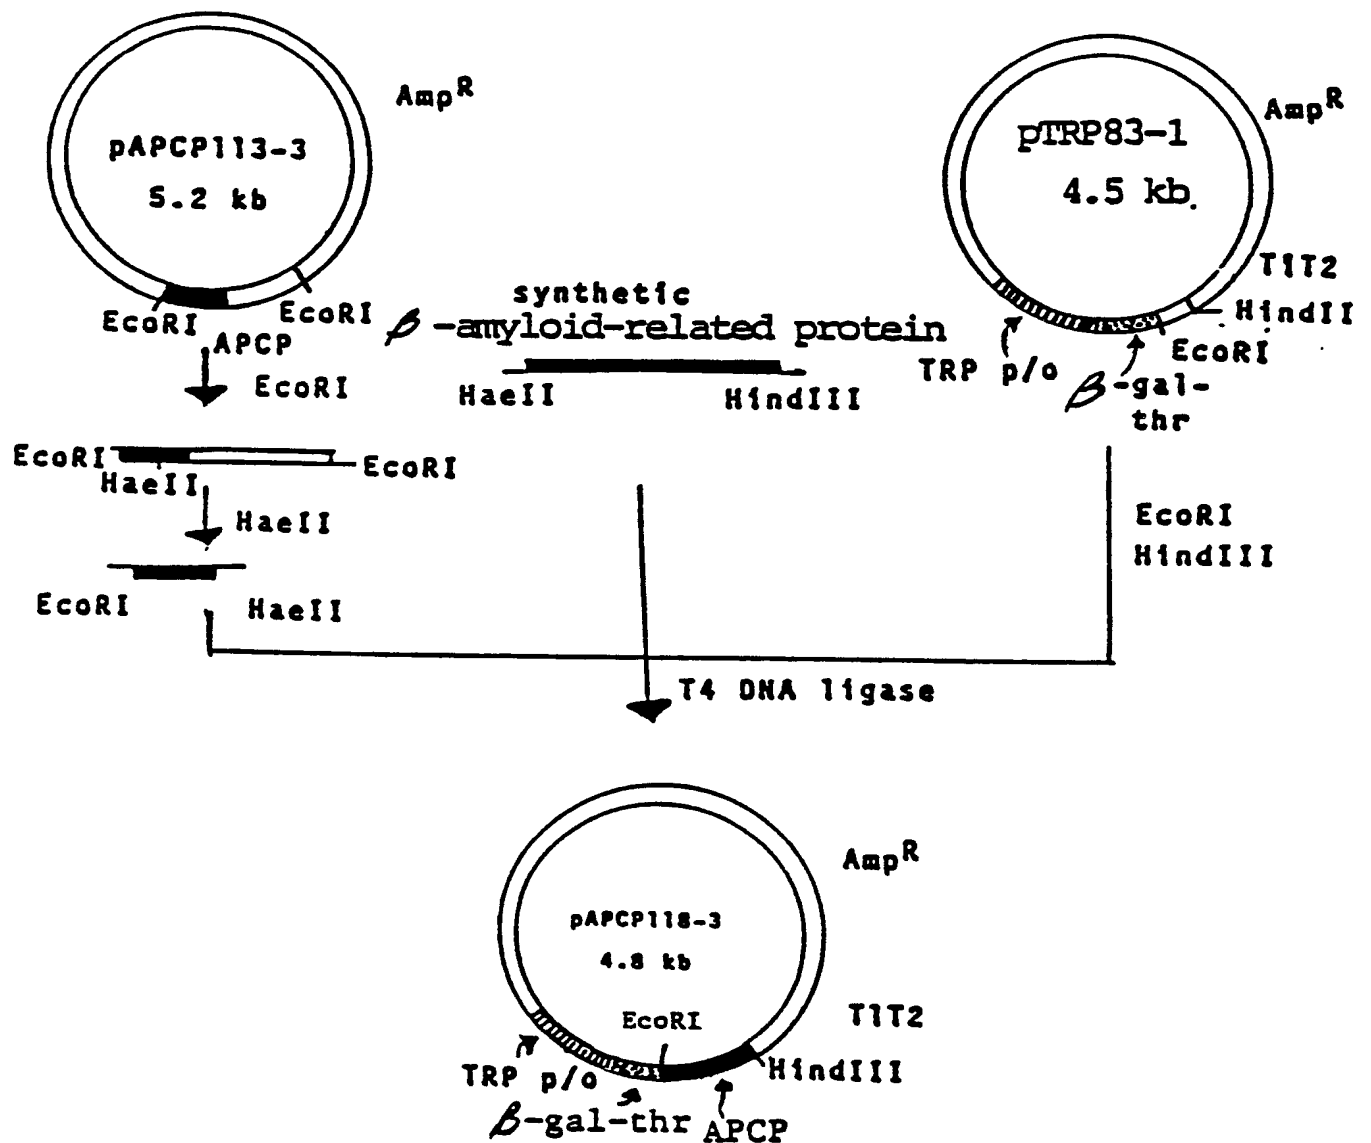 Amp^R
pAPCP113-3
5.2 kb
EcoRI
EcoRI
APCP
EcoRI
EcoRI
EcoRI
HaeII
HaeII
EcoRI
HaeII
synthetic
β-amyloid-related protein
HaeII
HindIII
Amp^R
pTRP83-1
4.5 kb.
T1T2
HindII
EcoRI
TRP p/o
β-gal-
thr
EcoRI
HindIII
T4 DNA ligase
Amp^R
pAPCP118-3
4.8 kb
EcoRI
T1T2
HindIII
TRP p/o
β-gal-thr
APCP